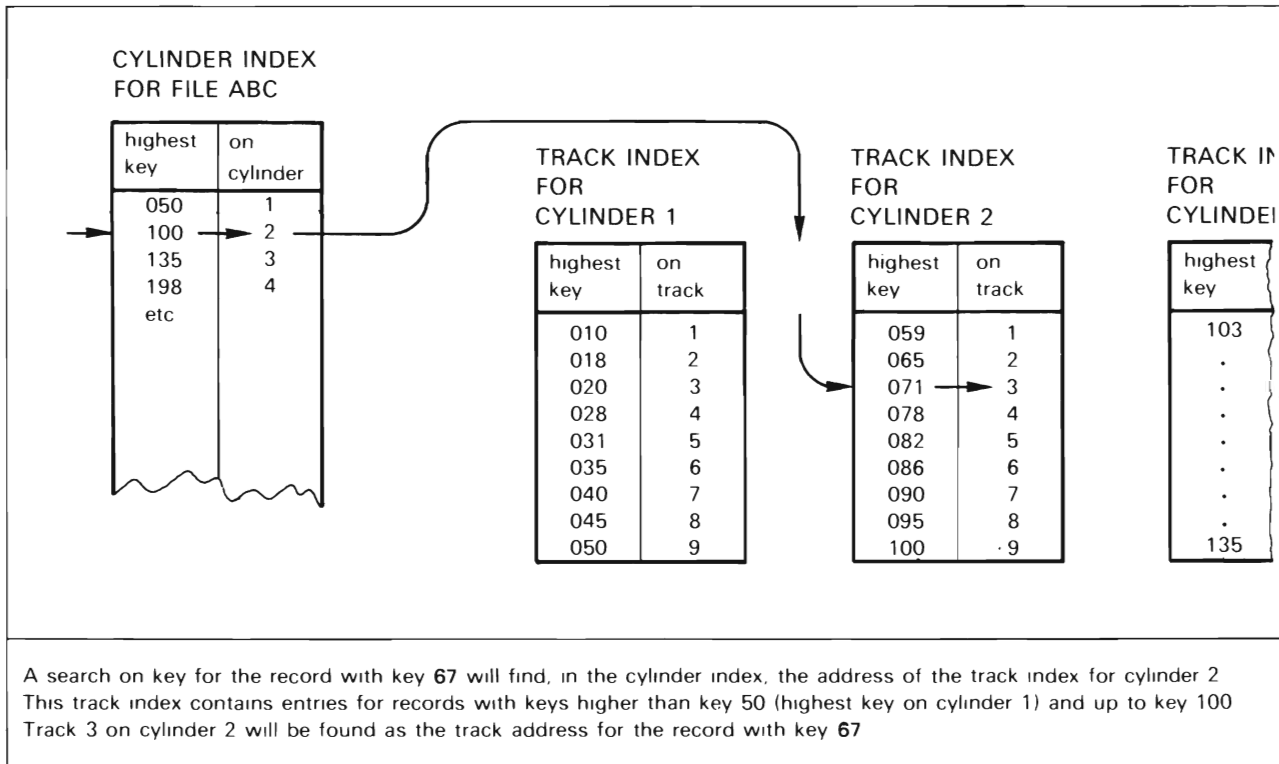 CYLINDER INDEX
FOR FILE ABC
highest key on cylinder
050 1
100 2
135 3
198 4
etc
TRACK INDEX
FOR
CYLINDER 1
highest key on track
010 1
018 2
020 3
028 4
031 5
035 6
040 7
045 8
050 9
TRACK INDEX
FOR
CYLINDER 2
highest key on track
059 1
065 2
071 3
078 4
082 5
086 6
090 7
095 8
100 9
TRACK IN
FOR
CYLINDE
highest
key
103
.
.
.
.
.
.
.
135
A search on key for the record with key 67 will find, in the cylinder index, the address of the track index for cylinder 2
This track index contains entries for records with keys higher than key 50 (highest key on cylinder 1) and up to key 100
Track 3 on cylinder 2 will be found as the track address for the record with key 67